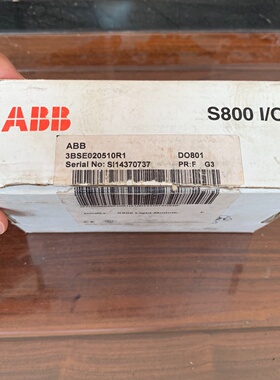 ABB
S800 I/O
ABB
3BSE020510R1 DO801
Serial No: SI14370737 PR:F G3